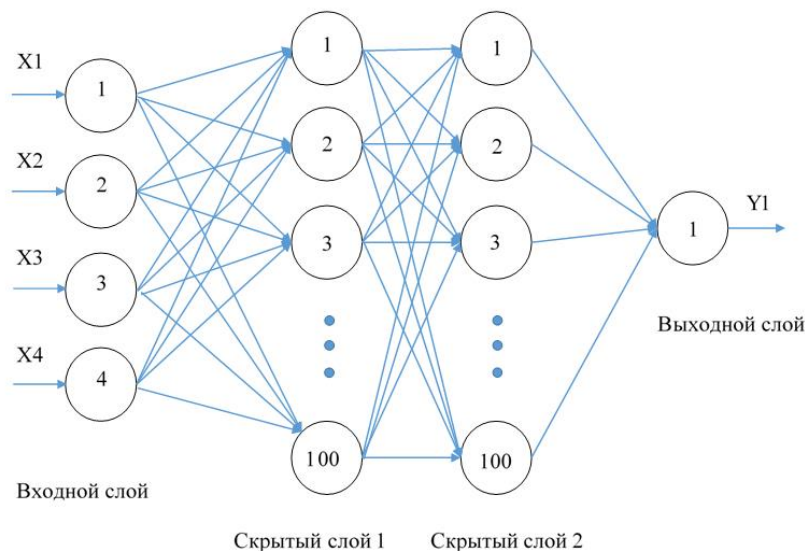 X1
X2
X3
X4
1
2
3
4
Входной слой
1
2
3
100
Скрытый слой 1
1
2
3
100
Скрытый слой 2
1
Y1
Выходной слой